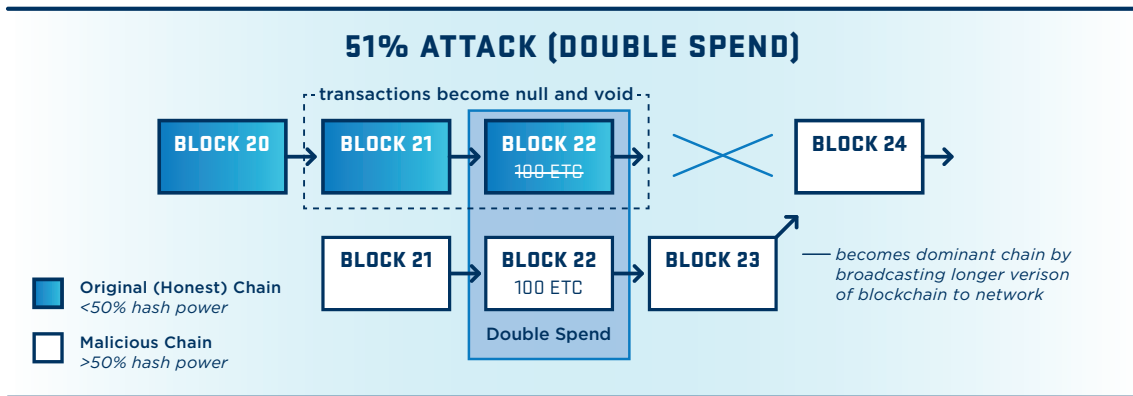 51% ATTACK (DOUBLE SPEND)
transactions become null and void
BLOCK 20
BLOCK 21
BLOCK 22
100 ETC
BLOCK 24
BLOCK 21
BLOCK 22
100 ETC
BLOCK 23
Double Spend
becomes dominant chain by
broadcasting longer verison
of blockchain to network
Original (Honest) Chain
<50% hash power
Malicious Chain
>50% hash power